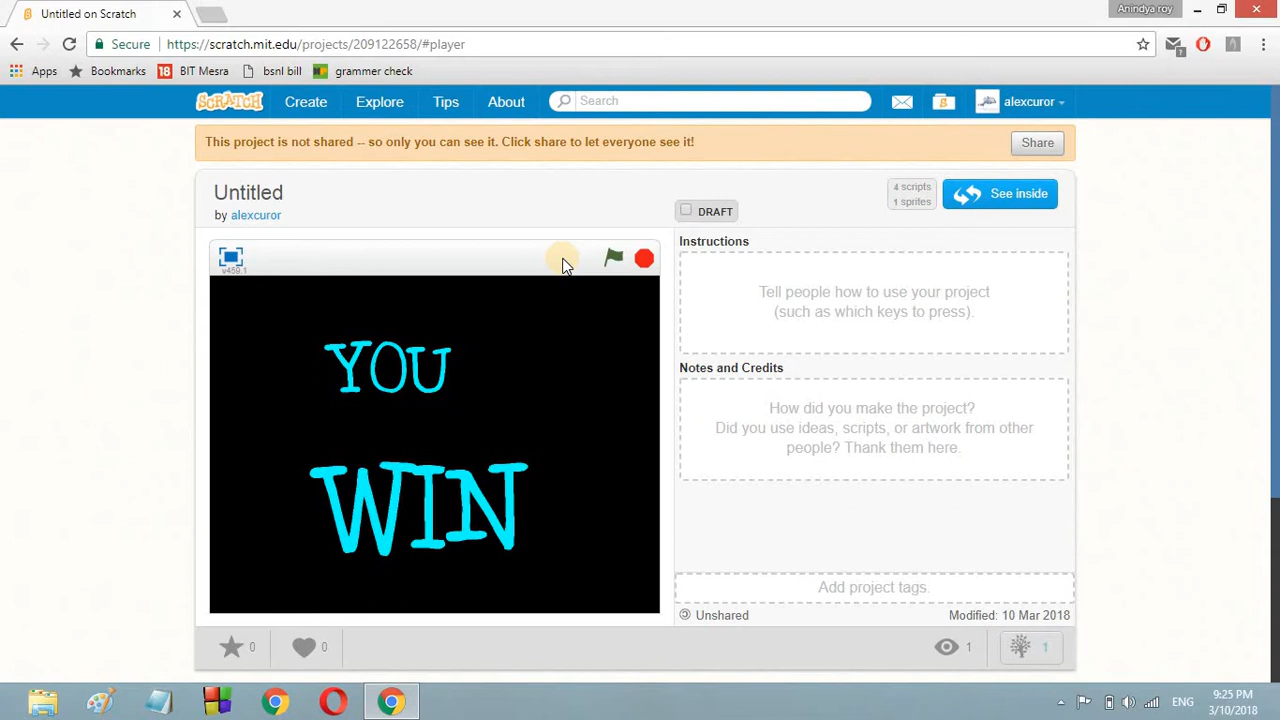 Untitled on Scratch
Anindya roy
Secure
https://scratch.mit.edu/projects/209122658/#player
Apps
Bookmarks
18
BIT Mesra
bsnl bill
grammer check
SCRATCH
Create
Explore
Tips
About
Search
alexcuror
This project is not shared -- so only you can see it. Click share to let everyone see it!
Share
Untitled
by alexcuror
DRAFT
4 scripts
1 sprites
See inside
v459.1
Instructions
Tell people how to use your project
(such as which keys to press).
Notes and Credits
How did you make the project?
Did you use ideas, scripts, or artwork from other
people? Thank them here.
YOU
WIN
Add project tags.
Unshared
Modified: 10 Mar 2018
0
0
1
1
ENG
9:25 PM
3/10/2018